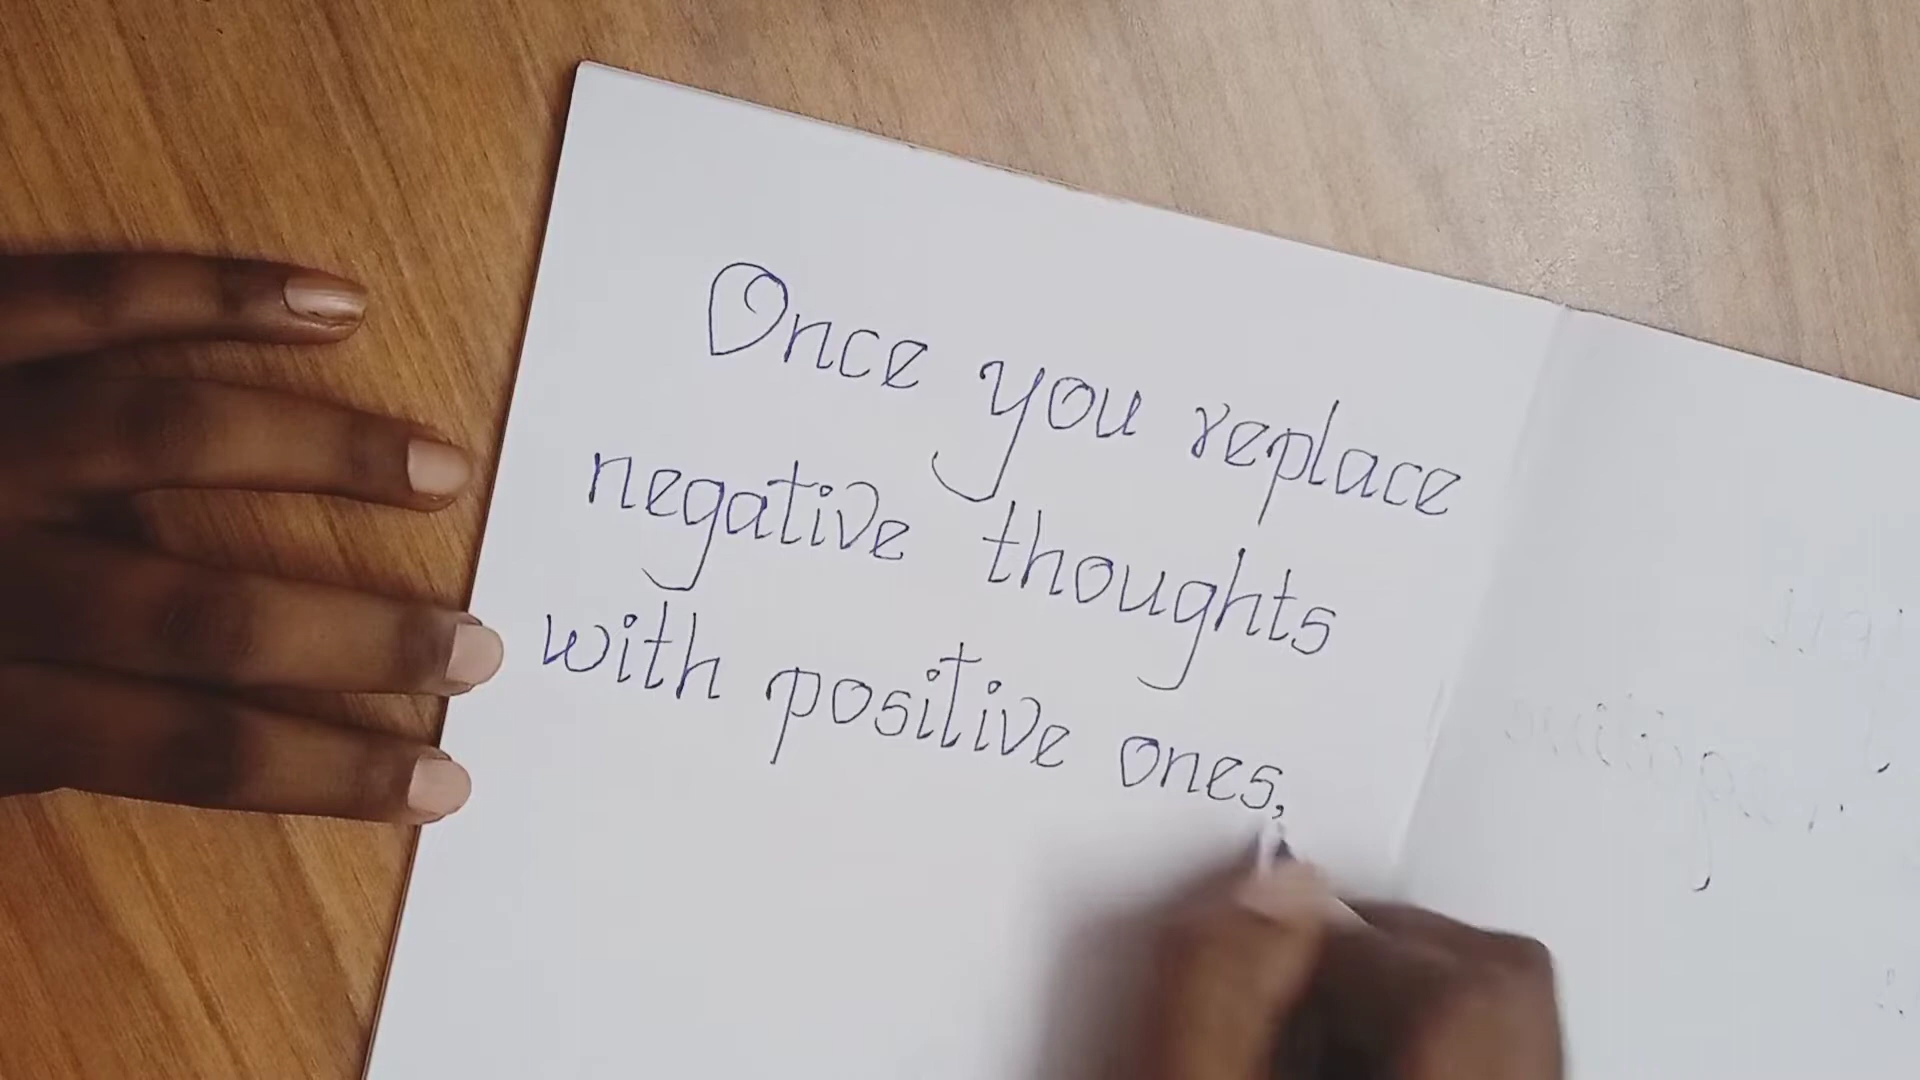 Once you replace
negative thoughts
with positive ones,